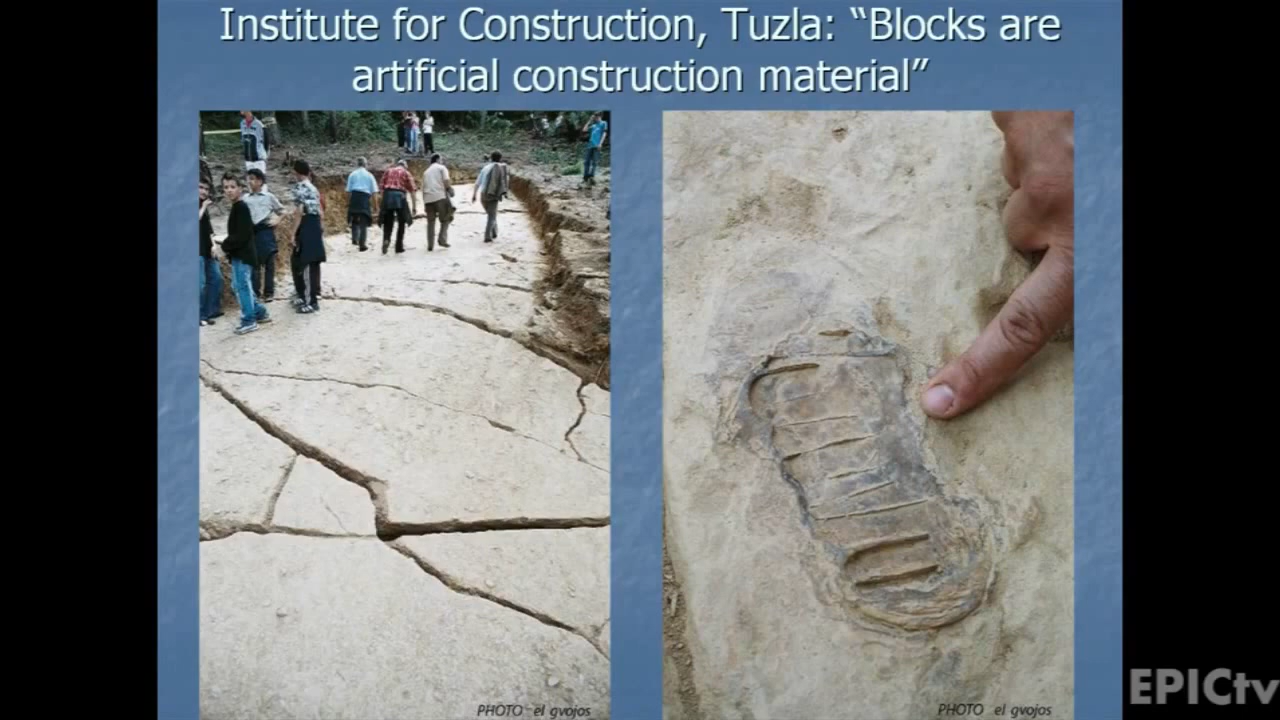 Institute for Construction, Tuzla: “Blocks are
artificial construction material”
PHOTO el gvojos
PHOTO el gvojos
EPICtv